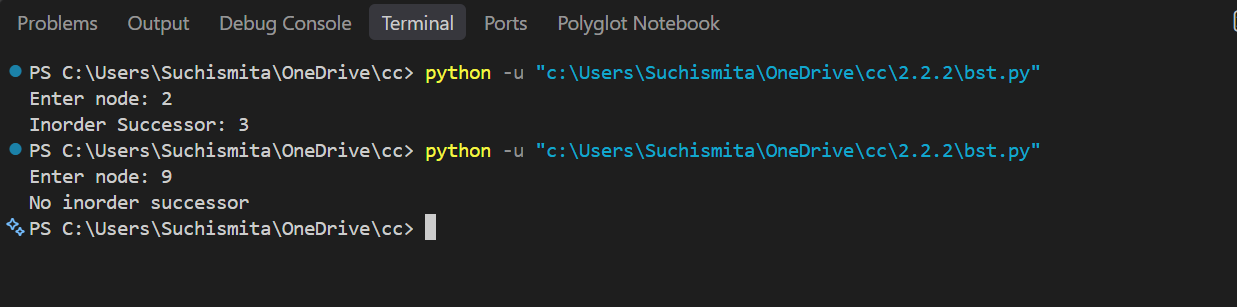 Problems Output Debug Console Terminal Ports Polyglot Notebook
PS C:\Users\Suchismita\OneDrive\cc> python -u "c:\Users\Suchismita\OneDrive\cc\2.2.2\bst.py"
Enter node: 2
Inorder Successor: 3
PS C:\Users\Suchismita\OneDrive\cc> python -u "c:\Users\Suchismita\OneDrive\cc\2.2.2\bst.py"
Enter node: 9
No inorder successor
PS C:\Users\Suchismita\OneDrive\cc>